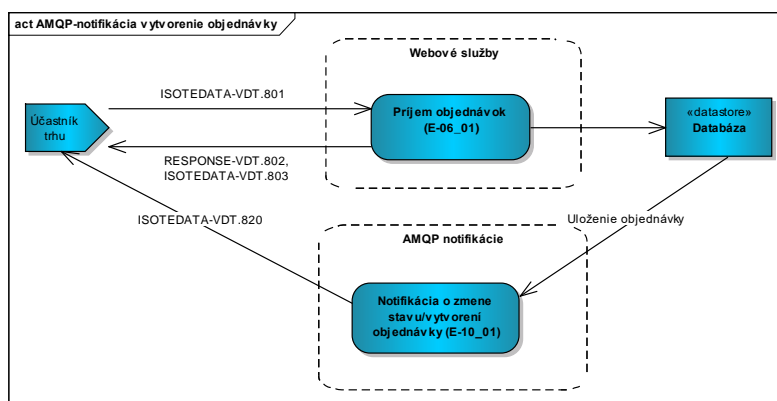 act AMQP-notifikácia vytvorenie objednávky
Webové služby
ISOTEDATA-VDT.801
Účastník
trhu
Príjem objednávok
(E-06_01)
«datastore»
Databáza
RESPONSE-VDT.802,
ISOTEDATA-VDT.803
ISOTEDATA-VDT.820
Uloženie objednávky
AMQP notifikácie
Notifikácia o zmene
stavu/vytvorení
objednávky (E-10_01)